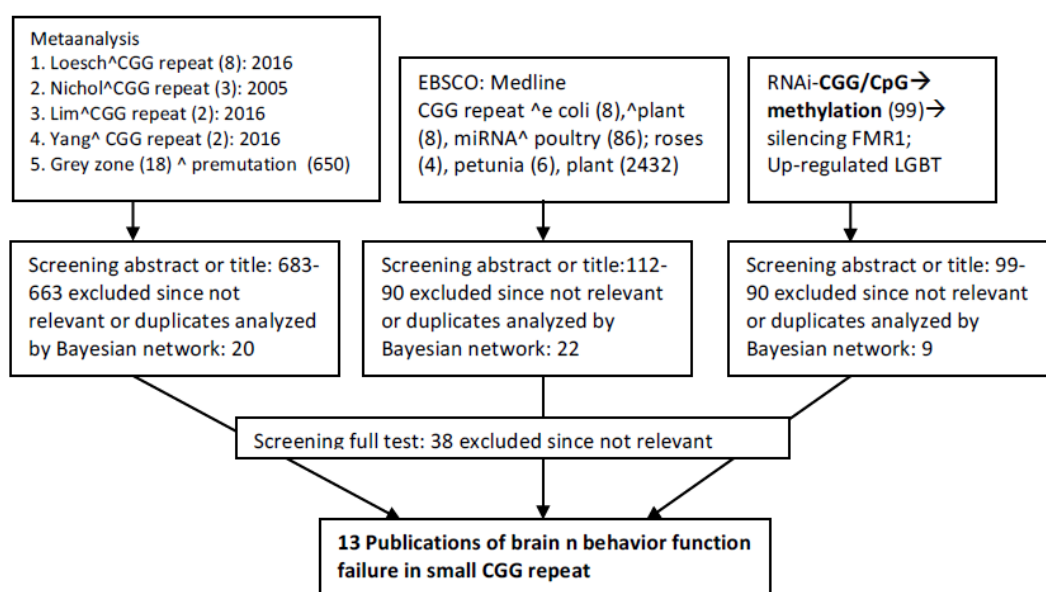 Metaanalysis
1. Loesch^CGG repeat (8): 2016
2. Nichol^CGG repeat (3): 2005
3. Lim^CGG repeat (2): 2016
4. Yang^ CGG repeat (2): 2016
5. Grey zone (18) ^ premutation (650)
EBSCO: Medline
CGG repeat ^e coli (8),^plant
(8), miRNA^ poultry (86); roses
(4), petunia (6), plant (2432)
RNAi-CGG/CpG→
methylation (99)→
silencing FMR1;
Up-regulated LGBT
Screening abstract or title: 683-
663 excluded since not
relevant or duplicates analyzed
by Bayesian network: 20
Screening abstract or title:112-
90 excluded since not relevant
or duplicates analyzed by
Bayesian network: 22
Screening abstract or title: 99-
90 excluded since not relevant
or duplicates analyzed by
Bayesian network: 9
Screening full test: 38 excluded since not relevant
13 Publications of brain n behavior function
failure in small CGG repeat